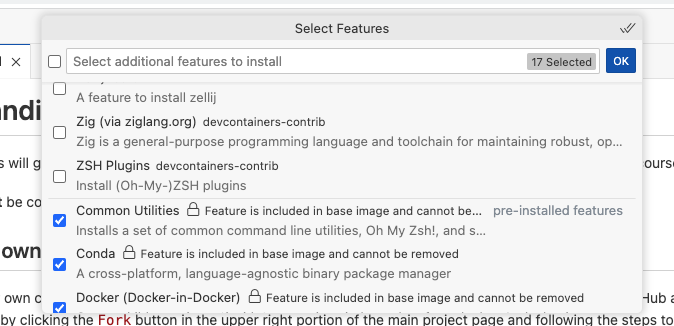 Select Features
Select additional features to install
17 Selected
OK
A feature to install zellij
Zig (via ziglang.org) devcontainers-contrib
Zig is a general-purpose programming language and toolchain for maintaining robust, op...
ZSH Plugins devcontainers-contrib
Install (Oh-My-)ZSH plugins
Common Utilities Feature is included in base image and cannot be... pre-installed features
Installs a set of common command line utilities, Oh My Zsh!, and s...
Conda Feature is included in base image and cannot be removed
A cross-platform, language-agnostic binary package manager
Docker (Docker-in-Docker) Feature is included in base image and cannot be removed
own
own c
by clicking the Fork button in the upper right portion of the main project page and following the steps to